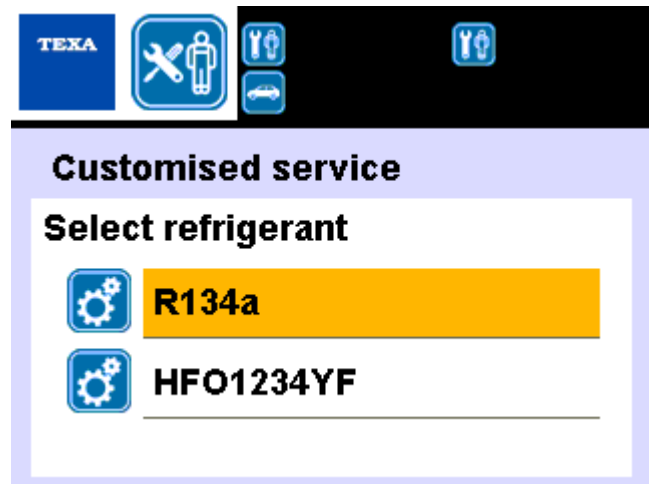 TEXA
Customised service
Select refrigerant
R134a
HFO1234YF